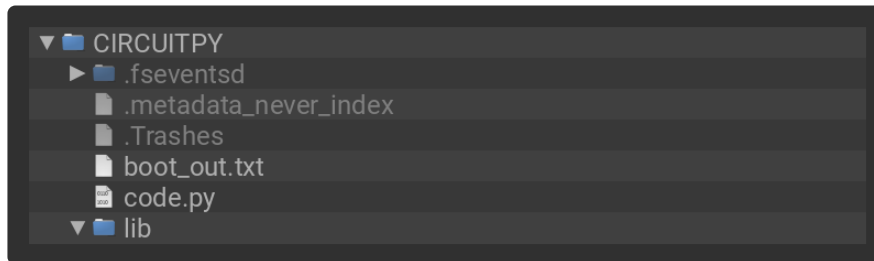 CIRCUITPY
.fseventsd
.metadata_never_index
.Trashes
boot_out.txt
code.py
lib